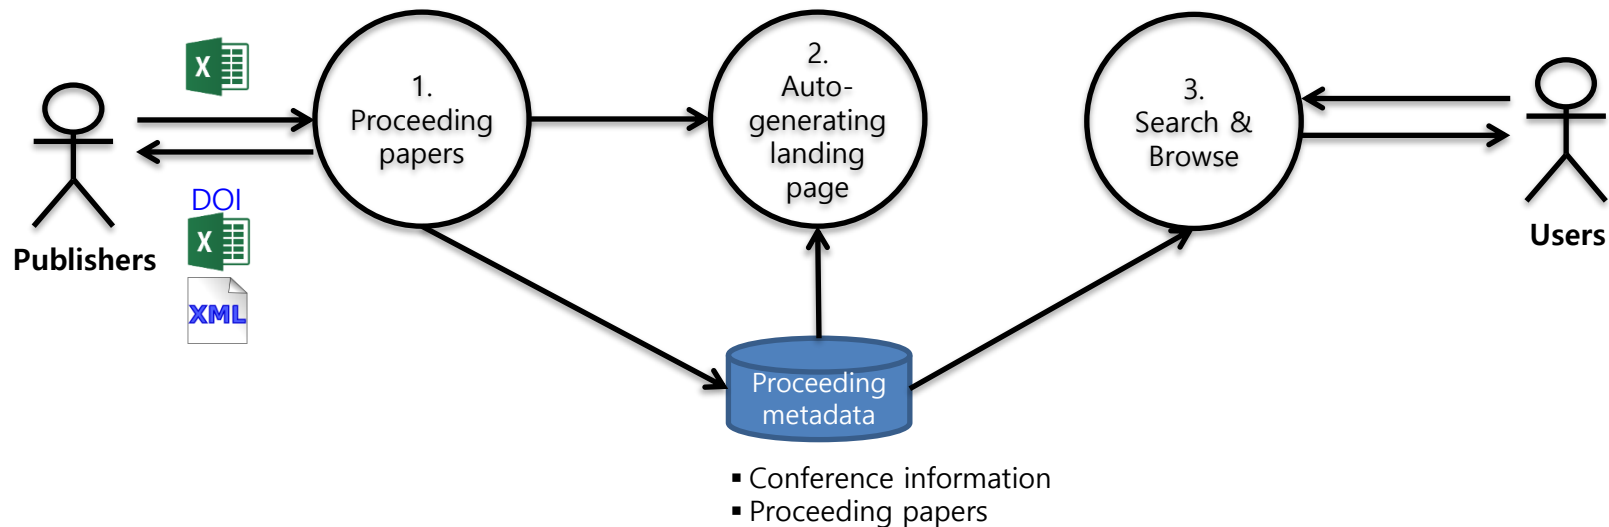 X
DOI
X
XML
Publishers
1.
Proceeding
papers
2.
Auto-
generating
landing
page
3.
Search &
Browse
Users
Proceeding
metadata
▪ Conference information
▪ Proceeding papers